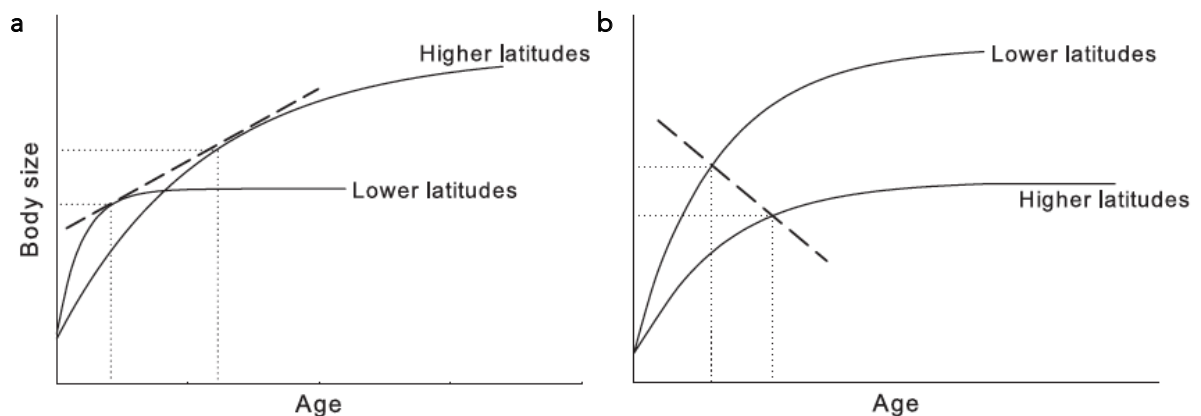 a
Body size
Higher latitudes
Lower latitudes
Age
b
Lower latitudes
Higher latitudes
Age